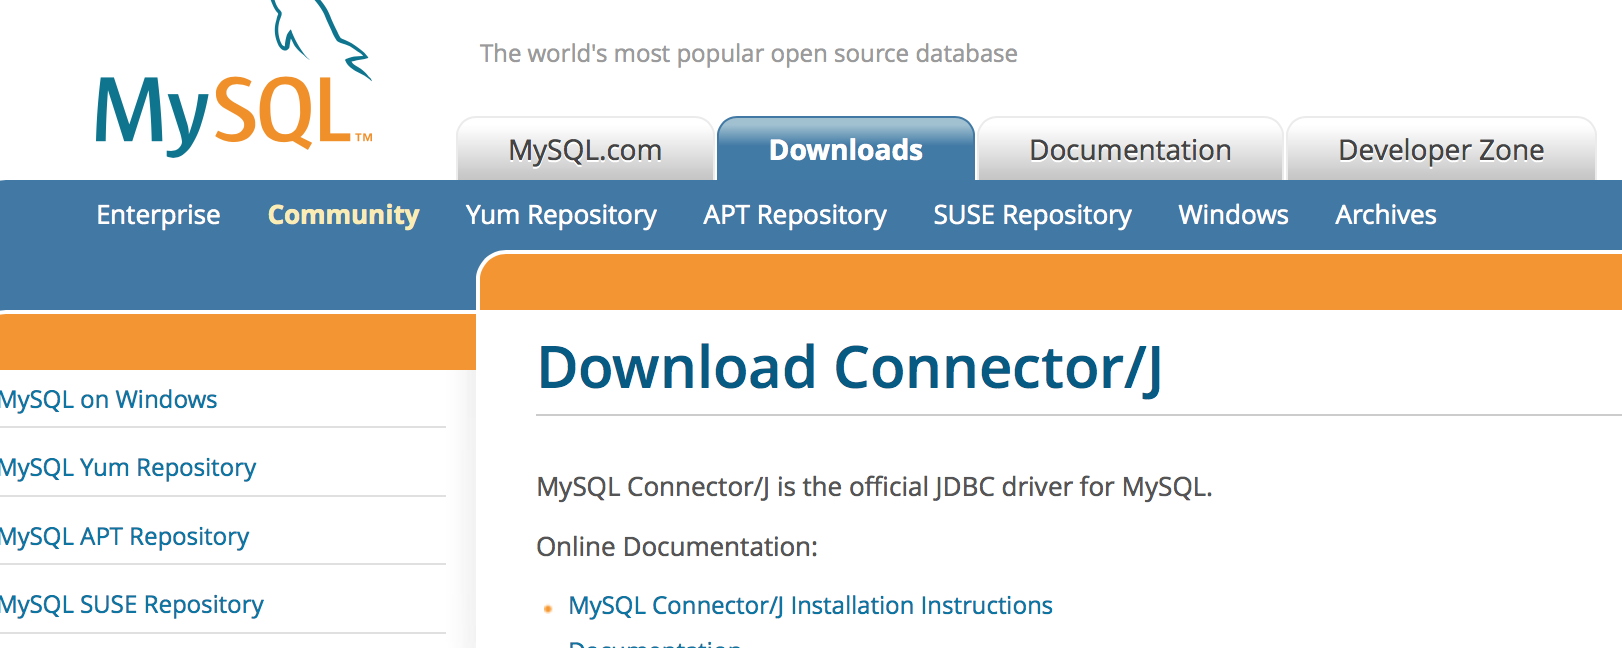 MySQL™
The world's most popular open source database
MySQL.com
Downloads
Documentation
Developer Zone
Enterprise
Community
Yum Repository
APT Repository
SUSE Repository
Windows
Archives
MySQL on Windows
MySQL Yum Repository
MySQL APT Repository
MySQL SUSE Repository
Download Connector/J
MySQL Connector/J is the official JDBC driver for MySQL.
Online Documentation:
MySQL Connector/J Installation Instructions
Documentation